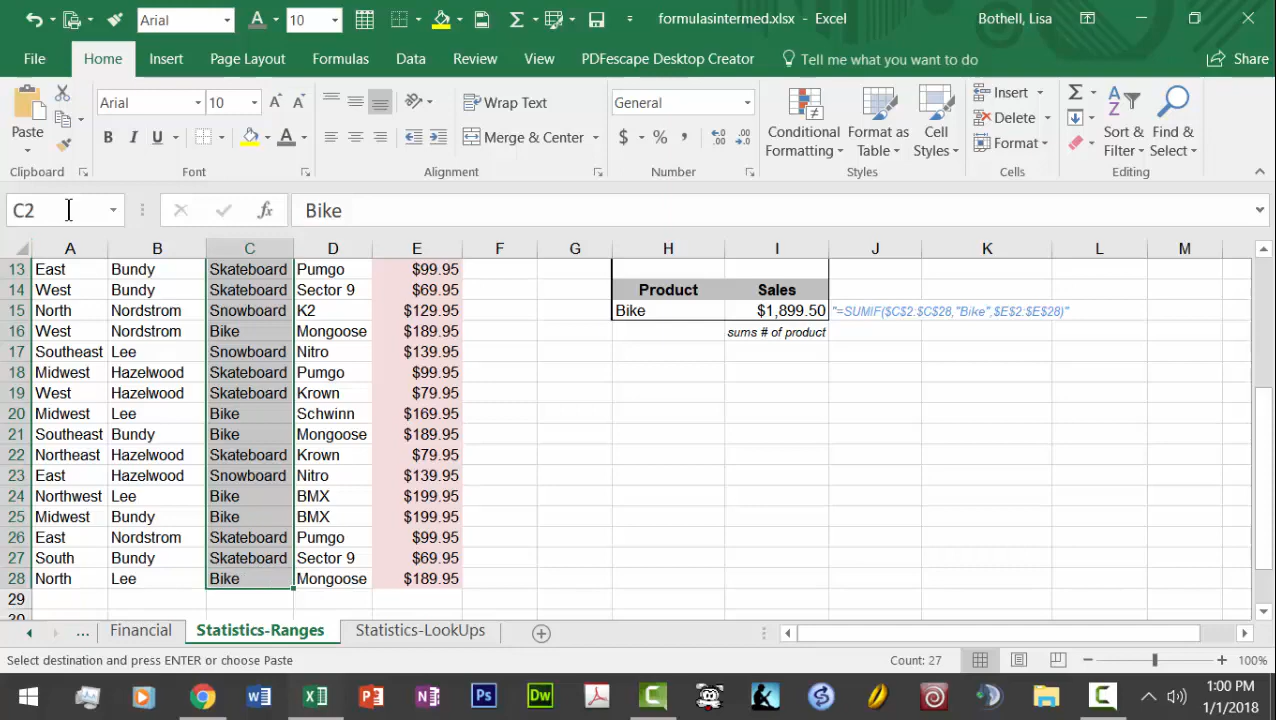 Arial 10 formulasintermed.xlsx - Excel Bothell, Lisa
File Home Insert Page Layout Formulas Data Review View PDFescape Desktop Creator Tell me what you want to do Share
Arial 10 Wrap Text General Insert
Paste B I U Merge & Center $ % Conditional Formatting Format as Table Cell Styles Delete Format Sort & Filter Find & Select
Clipboard Font Alignment Number Styles Cells Editing
C2 fx Bike
A B C D E F G H I J K L M
13 East Bundy Skateboard Pumgo $99.95
14 West Bundy Skateboard Sector 9 $69.95 Product Sales
15 North Nordstrom Snowboard K2 $129.95 Bike $1,899.50 "=SUMIF($C$2:$C$28,"Bike",$E$2:$E$28)"
16 West Nordstrom Bike Mongoose $189.95 sums # of product
17 Southeast Lee Snowboard Nitro $139.95
18 Midwest Hazelwood Skateboard Pumgo $99.95
19 West Hazelwood Skateboard Krown $79.95
20 Midwest Lee Bike Schwinn $169.95
21 Southeast Bundy Bike Mongoose $189.95
22 Northeast Hazelwood Skateboard Krown $79.95
23 East Hazelwood Snowboard Nitro $139.95
24 Northwest Lee Bike BMX $199.95
25 Midwest Bundy Bike BMX $199.95
26 East Nordstrom Skateboard Pumgo $99.95
27 South Bundy Skateboard Sector 9 $69.95
28 North Lee Bike Mongoose $189.95
29
30
... Financial Statistics-Ranges Statistics-LookUps
Select destination and press ENTER or choose Paste Count: 27 100%
1:00 PM
1/1/2018